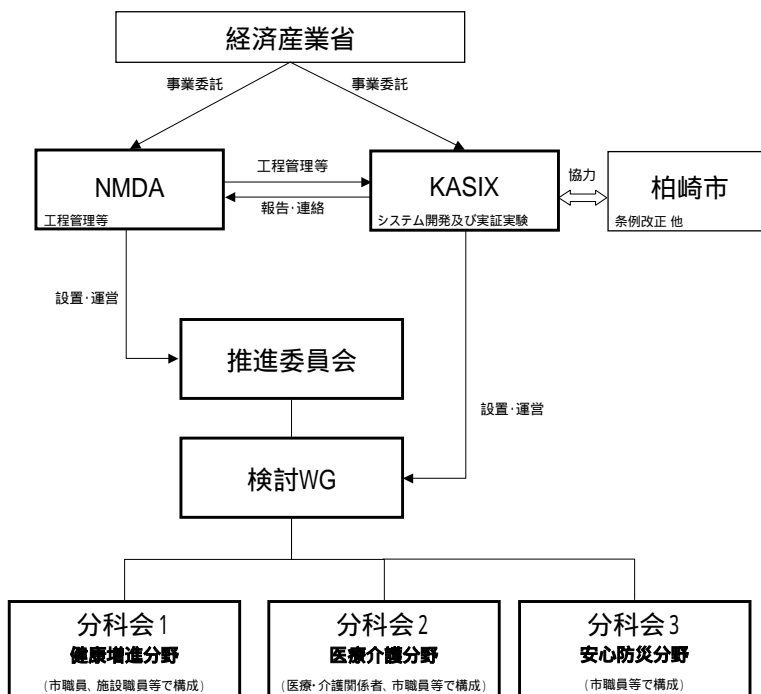 経済産業省
事業委託
事業委託
NMDA
工程管理等
工程管理等
報告·連絡
KASIX
システム開発及び実証実験
協力
柏崎市
条例改正 他
設置·運営
推進委員会
設置·運営
検討WG
分科会1
健康増進分野
(市職員、施設職員等で構成)
分科会2
医療介護分野
(医療·介護関係者、市職員等で構成)
分科会3
安心防災分野
(市職員等で構成)